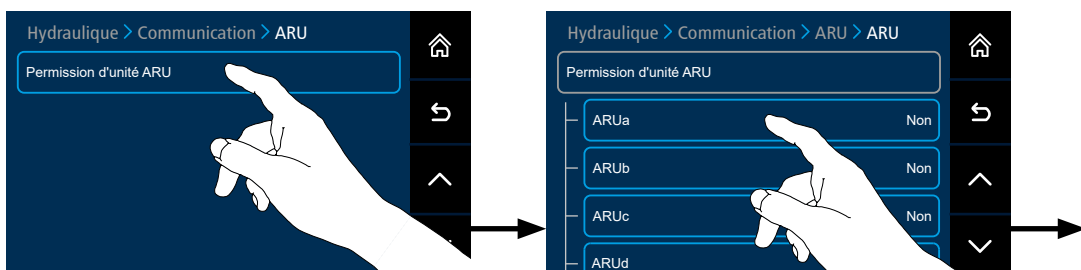 Hydraulique > Communication > ARU
Permission d'unité ARU
Hydraulique > Communication > ARU > ARU
Permission d'unité ARU
ARUa Non
ARUb Non
ARUc Non
ARUd